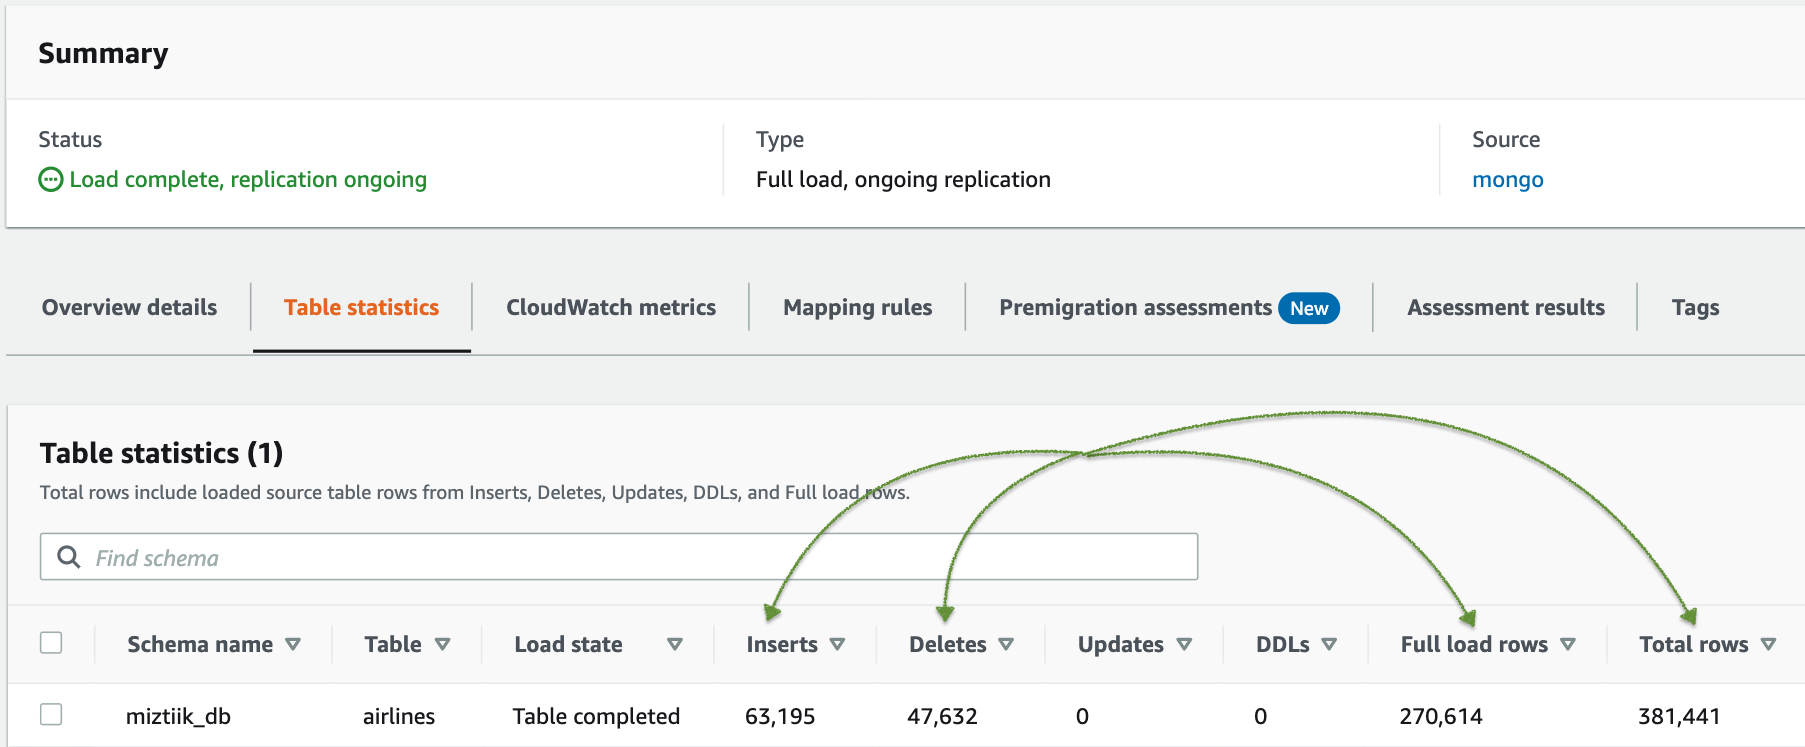 Summary
Status Type Source
Load complete, replication ongoing Full load, ongoing replication mongo
Overview details Table statistics CloudWatch metrics Mapping rules Premigration assessments New Assessment results Tags
Table statistics (1)
Total rows include loaded source table rows from Inserts, Deletes, Updates, DDLs, and Full load rows.
Find schema
Schema name Table Load state Inserts Deletes Updates DDLs Full load rows Total rows
miztiik_db airlines Table completed 63,195 47,632 0 0 270,614 381,441